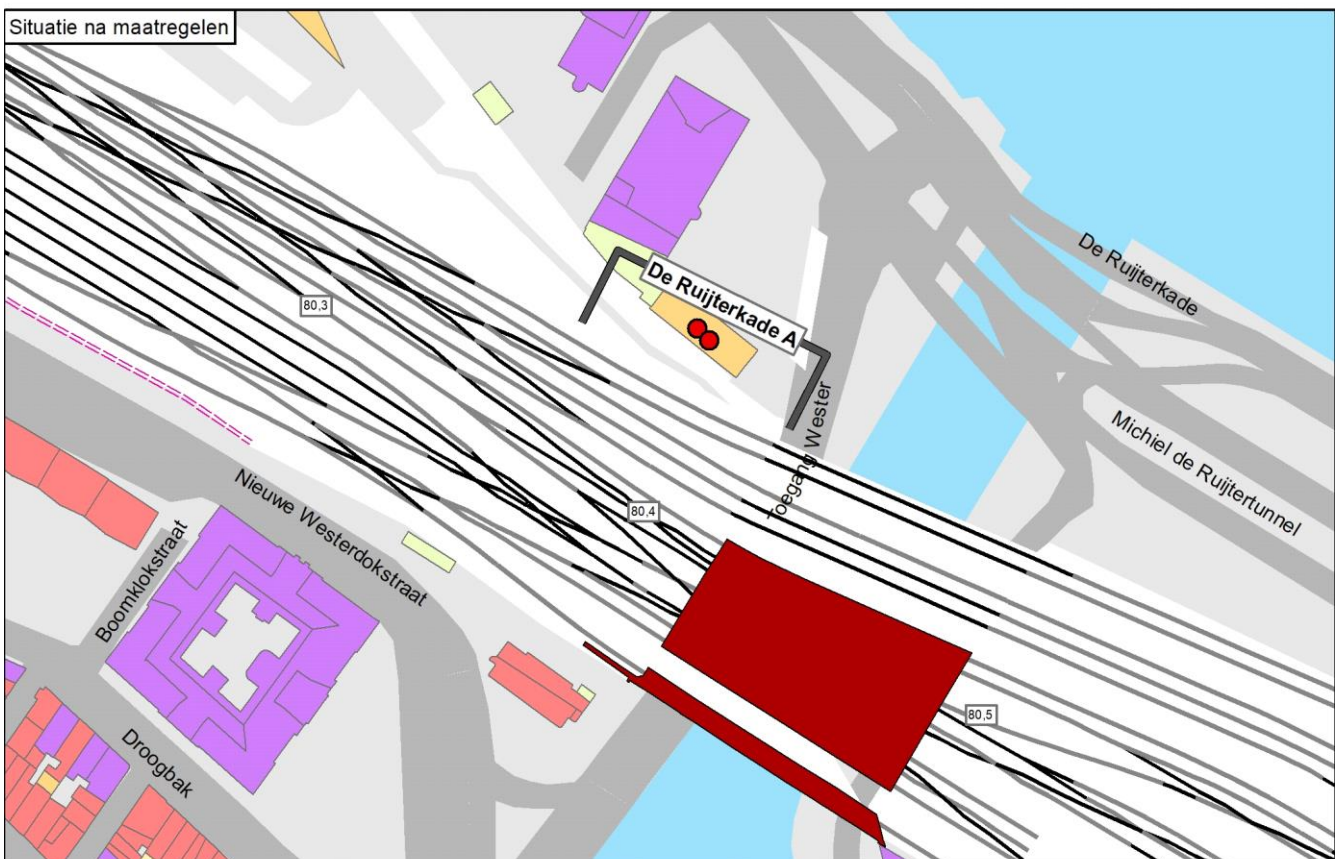 Situatie na maatregelen
De Ruijterkade
80,3
De Ruijterkade A
Toegang Wester
Michiel de Ruijtertunnel
Nieuwe Westerdokstraat
80,4
Boomklokstraat
80,5
Droogbak